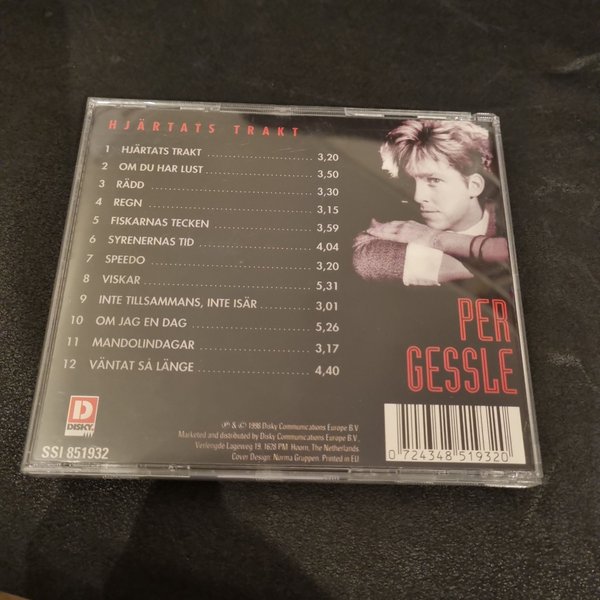 HJÄRTATS TRAKT
1 HJÄRTATS TRAKT 3,20
2 OM DU HAR LUST 3,50
3 RÄDD 3,30
4 REGN 3,15
5 FISKARNAS TECKEN 3,59
6 SYRENERNAS TID 4,04
7 SPEEDO 3,20
8 VISKAR 5,31
9 INTE TILLSAMMANS, INTE ISÄR 3,01
10 OM JAG EN DAG 5,26
11 MANDOLINDAGAR 3,17
12 VÄNTAT SÅ LÄNGE 4,40
PER
GESSLE
D
DISKY
SSI 851932
℗ & © 1998 Disky Communications Europe B.V.
Marketed and distributed by Disky Communications Europe B.V.,
Verlengde Lageweg 19, 1628 PM Hoorn, The Netherlands
Cover Design: Norma Gruppen. Printed in EU
0 724348 519320